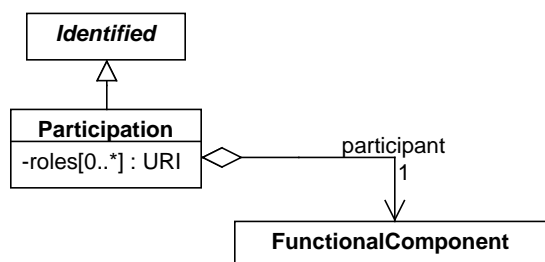 Identified
Participation
-roles[0..*] : URI
participant
1
FunctionalComponent